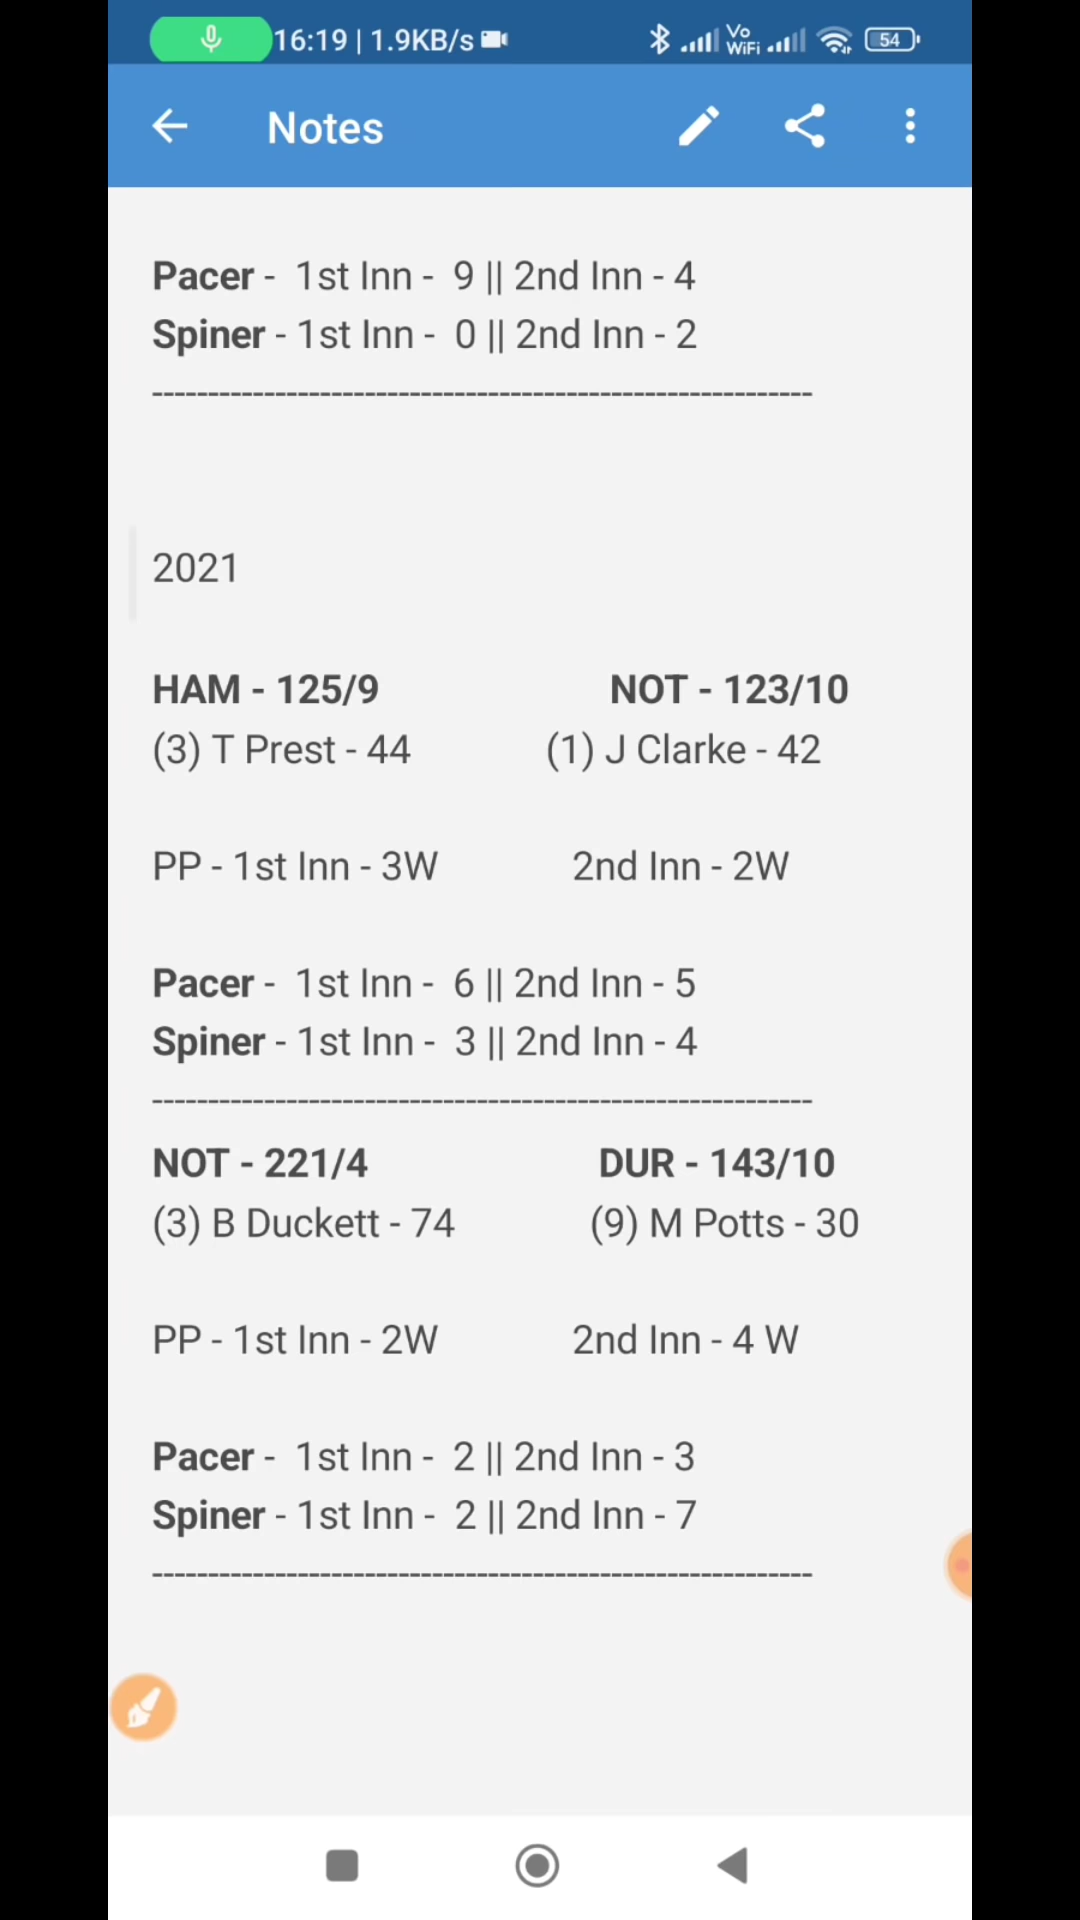 16:19 | 1.9KB/s Vo WiFi 54
Notes
Pacer - 1st Inn - 9 || 2nd Inn - 4
Spiner - 1st Inn - 0 || 2nd Inn - 2
-----------------------------------------------------------
2021
HAM - 125/9 NOT - 123/10
(3) T Prest - 44 (1) J Clarke - 42
PP - 1st Inn - 3W 2nd Inn - 2W
Pacer - 1st Inn - 6 || 2nd Inn - 5
Spiner - 1st Inn - 3 || 2nd Inn - 4
-----------------------------------------------------------
NOT - 221/4 DUR - 143/10
(3) B Duckett - 74 (9) M Potts - 30
PP - 1st Inn - 2W 2nd Inn - 4 W
Pacer - 1st Inn - 2 || 2nd Inn - 3
Spiner - 1st Inn - 2 || 2nd Inn - 7
-----------------------------------------------------------